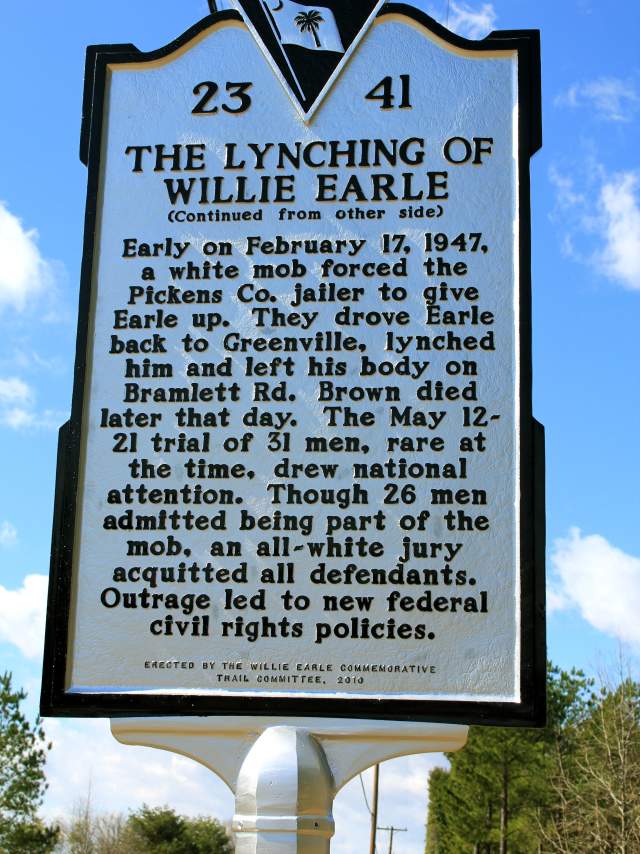 23 41
THE LYNCHING OF
WILLIE EARLE
(Continued from other side)
Early on February 17, 1947,
a white mob forced the
Pickens Co. jailer to give
Earle up. They drove Earle
back to Greenville, lynched
him and left his body on
Bramlett Rd. Brown died
later that day. The May 12-
21 trial of 31 men, rare at
the time, drew national
attention. Though 26 men
admitted being part of the
mob, an all-white jury
acquitted all defendants.
Outrage led to new federal
civil rights policies.
ERECTED BY THE WILLIE EARLE COMMEMORATIVE
TRAIL COMMITTEE, 2010